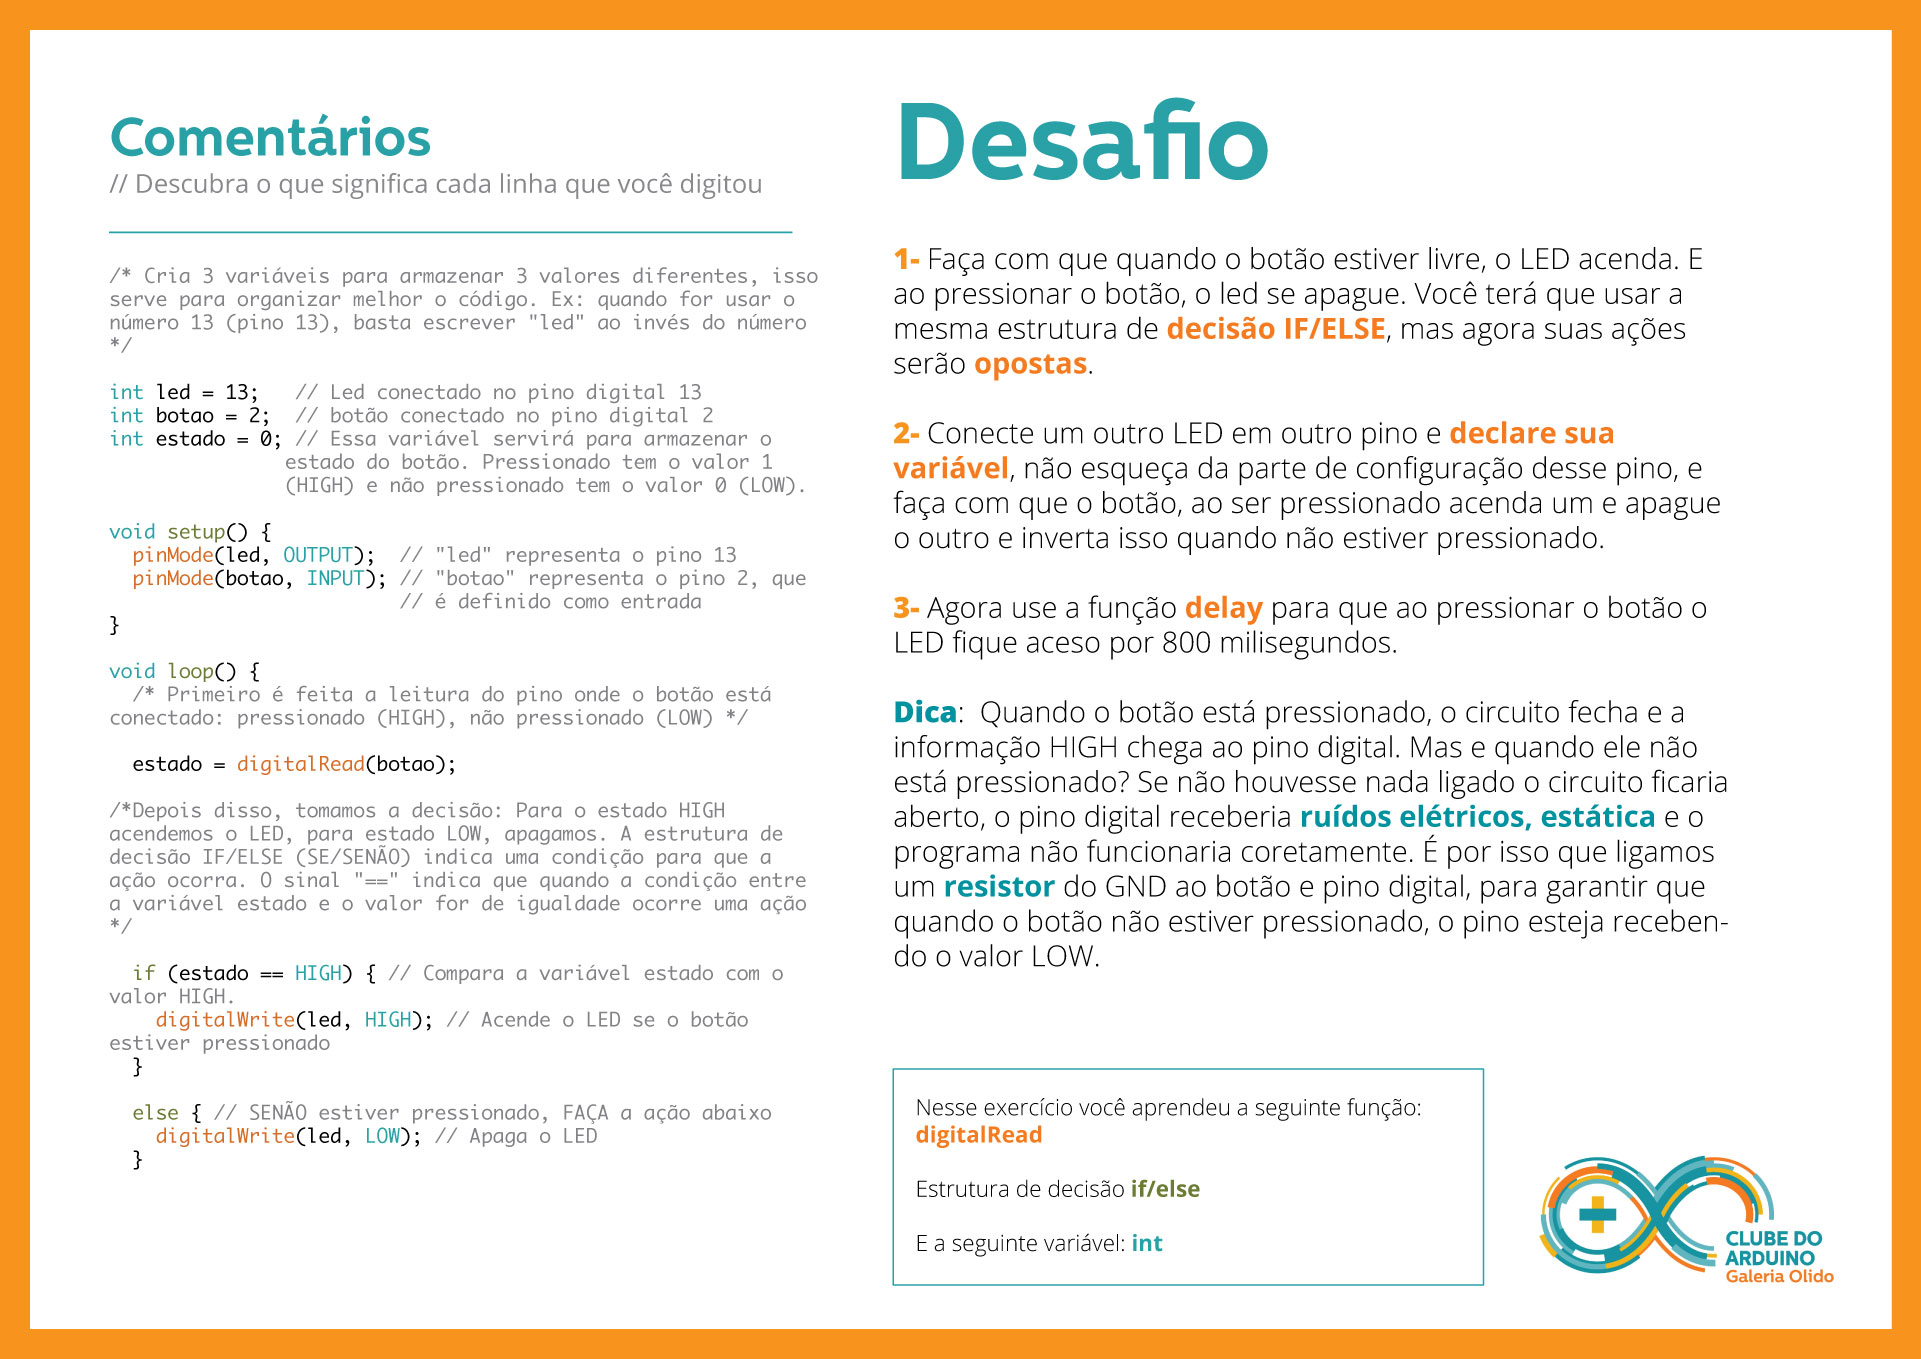 Comentários
// Descubra o que significa cada linha que você digitou
/* Cria 3 variáveis para armazenar 3 valores diferentes, isso
serve para organizar melhor o código. Ex: quando for usar o
número 13 (pino 13), basta escrever "led" ao invés do número
*/
int led = 13;   // Led conectado no pino digital 13
int botao = 2;  // botão conectado no pino digital 2
int estado = 0; // Essa variável servirá para armazenar o
estado do botão. Pressionado tem o valor 1
(HIGH) e não pressionado tem o valor 0 (LOW).
void setup() {
pinMode(led, OUTPUT);  // "led" representa o pino 13
pinMode(botao, INPUT); // "botao" representa o pino 2, que
// é definido como entrada
}
void loop() {
/* Primeiro é feita a leitura do pino onde o botão está
conectado: pressionado (HIGH), não pressionado (LOW) */
estado = digitalRead(botao);
/*Depois disso, tomamos a decisão: Para o estado HIGH
acendemos o LED, para estado LOW, apagamos. A estrutura de
decisão IF/ELSE (SE/SENÃO) indica uma condição para que a
ação ocorra. O sinal "==" indica que quando a condição entre
a variável estado e o valor for de igualdade ocorre uma ação
*/
if (estado == HIGH) { // Compara a variável estado com o
valor HIGH.
digitalWrite(led, HIGH); // Acende o LED se o botão
estiver pressionado
}
else { // SENÃO estiver pressionado, FAÇA a ação abaixo
digitalWrite(led, LOW); // Apaga o LED
}
Desafio
1- Faça com que quando o botão estiver livre, o LED acenda. E
ao pressionar o botão, o led se apague. Você terá que usar a
mesma estrutura de decisão IF/ELSE, mas agora suas ações
serão opostas.
2- Conecte um outro LED em outro pino e declare sua
variável, não esqueça da parte de configuração desse pino, e
faça com que o botão, ao ser pressionado acenda um e apague
o outro e inverta isso quando não estiver pressionado.
3- Agora use a função delay para que ao pressionar o botão o
LED fique aceso por 800 milisegundos.
Dica:  Quando o botão está pressionado, o circuito fecha e a
informação HIGH chega ao pino digital. Mas e quando ele não
está pressionado? Se não houvesse nada ligado o circuito ficaria
aberto, o pino digital receberia ruídos elétricos, estática e o
programa não funcionaria coretamente. É por isso que ligamos
um resistor do GND ao botão e pino digital, para garantir que
quando o botão não estiver pressionado, o pino esteja receben-
do o valor LOW.
Nesse exercício você aprendeu a seguinte função:
digitalRead
Estrutura de decisão if/else
E a seguinte variável: int
CLUBE DO
ARDUINO
Galeria Olido